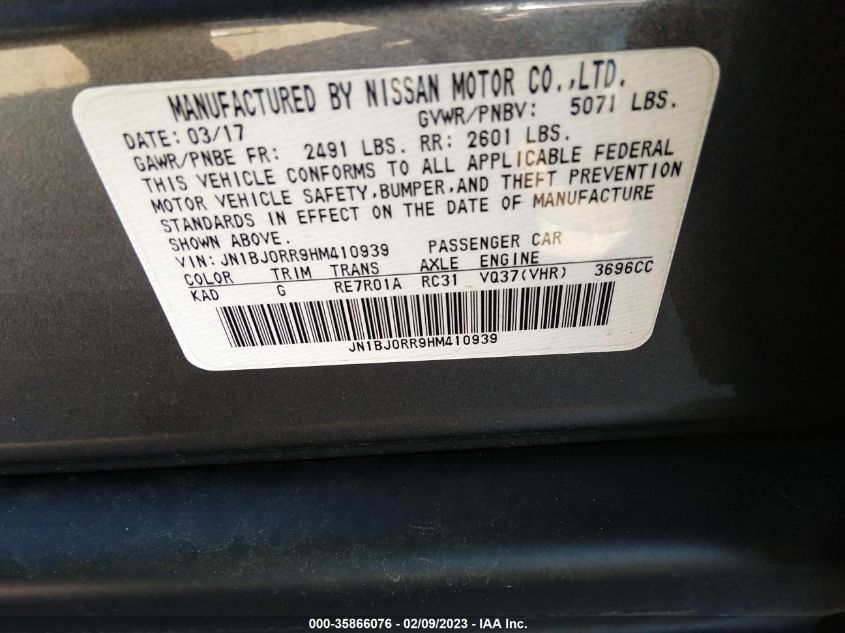 MANUFACTURED BY NISSAN MOTOR CO.,LTD.
DATE: 03/17 GVWR/PNBV: 5071 LBS.
GAWR/PNBE FR: 2491 LBS. RR: 2601 LBS.
THIS VEHICLE CONFORMS TO ALL APPLICABLE FEDERAL
MOTOR VEHICLE SAFETY,BUMPER,AND THEFT PREVENTION
STANDARDS IN EFFECT ON THE DATE OF MANUFACTURE
SHOWN ABOVE.
VIN: JN1BJ0RR9HM410939 PASSENGER CAR
COLOR TRIM TRANS AXLE ENGINE
KAD G RE7R01A RC31 VQ37(VHR) 3696CC
JN1BJ0RR9HM410939
000-35866076 - 02/09/2023 - IAA Inc.